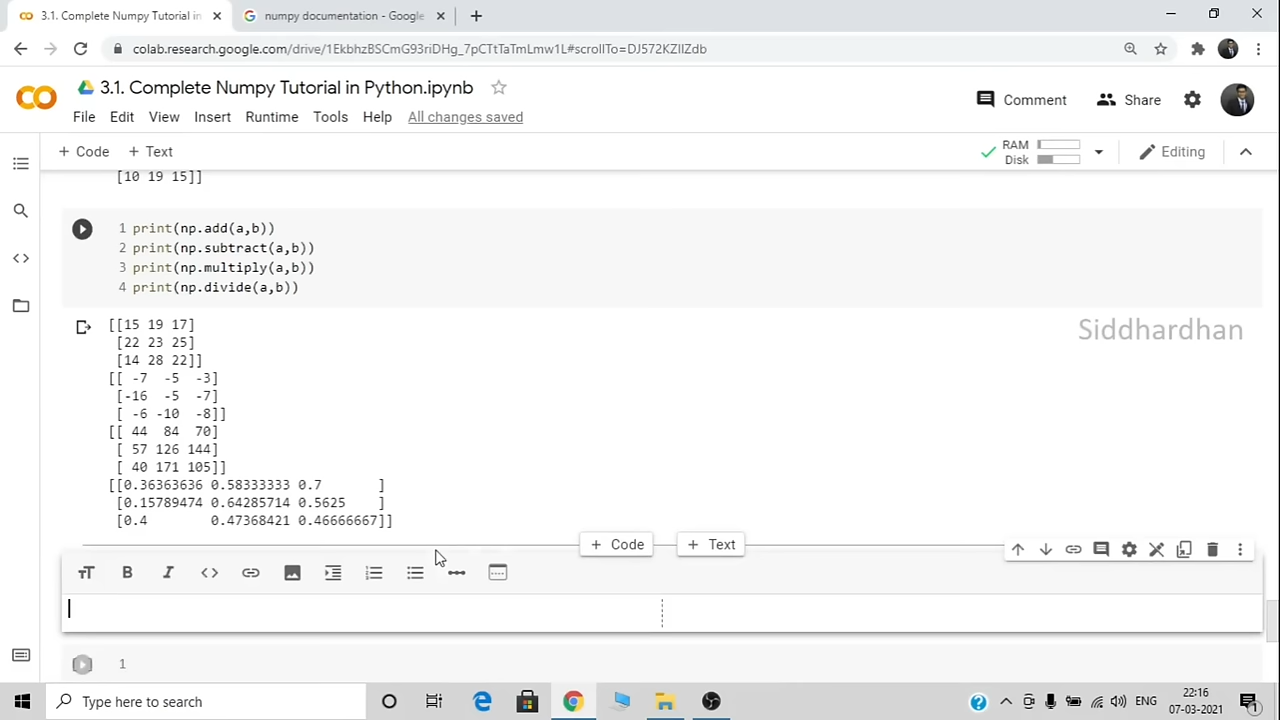 3.1. Complete Numpy Tutorial in
numpy documentation - Google
colab.research.google.com/drive/1EkbhzBSCmG93riDHg_7pCTtTaTmLmw1L#scrollTo=DJ572KZIIZdb
CO
3.1. Complete Numpy Tutorial in Python.ipynb
Comment
Share
File Edit View Insert Runtime Tools Help All changes saved
+ Code + Text
RAM
Disk
Editing
[10 19 15]]
1 print(np.add(a,b))
2 print(np.subtract(a,b))
3 print(np.multiply(a,b))
4 print(np.divide(a,b))
[[15 19 17]
[22 23 25]
[14 28 22]]
[[ -7 -5 -3]
[-16 -5 -7]
[ -6 -10 -8]]
[[ 44 84 70]
[ 57 126 144]
[ 40 171 105]]
[[0.36363636 0.58333333 0.7 ]
[0.15789474 0.64285714 0.5625 ]
[0.4 0.47368421 0.46666667]]
Siddhardhan
+ Code + Text
1
Type here to search
ENG
22:16
07-03-2021